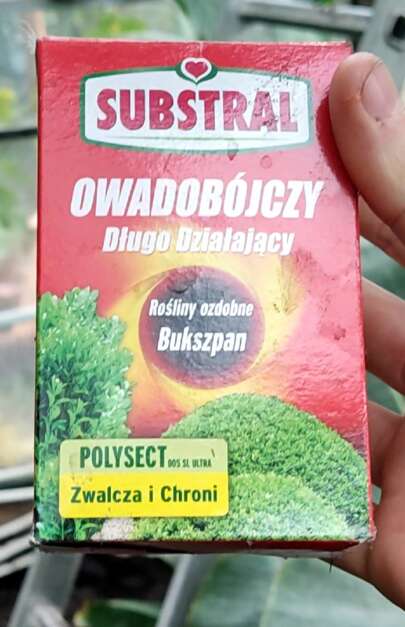 SUBSTRAL
OWADOBÓJCZY
Długo Działający
Rośliny ozdobne
Bukszpan
POLYSECT 005 SL ULTRA
Zwalcza i Chroni